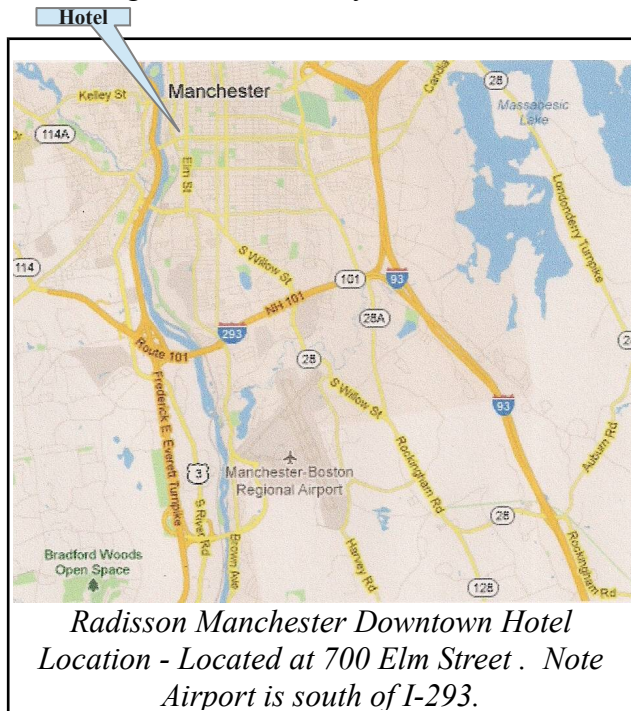 Hotel
28
Candia
Massabesic
Lake
Kelley St
Manchester
114A
Elm St
Londonderry Turnpike
S Willow St
114
101
93
NH 101
28A
293
Route 101
28
S Willow St
93
Frederick E. Everett Turnpike
Auburn Rd
3
Manchester-Boston
Regional Airport
Rockingham Rd
S River Rd
28
Brown Ave
Harvey Rd
Rockingham Rd
Bradford Woods
Open Space
128
Radisson Manchester Downtown Hotel
Location - Located at 700 Elm Street . Note
Airport is south of I-293.